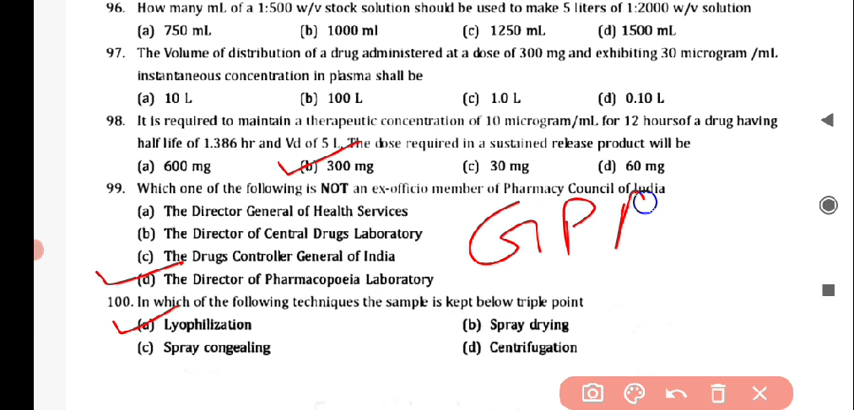 96. How many mL of a 1:500 w/v stock solution should be used to make 5 liters of 1:2000 w/v solution
(a) 750 mL (b) 1000 ml (c) 1250 mL (d) 1500 mL
97. The Volume of distribution of a drug administered at a dose of 300 mg and exhibiting 30 microgram /mL
instantaneous concentration in plasma shall be
(a) 10 L (b) 100 L (c) 1.0 L (d) 0.10 L
98. It is required to maintain a therapeutic concentration of 10 microgram/mL for 12 hoursof a drug having
half life of 1.386 hr and Vd of 5 L. The dose required in a sustained release product will be
(a) 600 mg (b) 300 mg (c) 30 mg (d) 60 mg
99. Which one of the following is NOT an ex-officio member of Pharmacy Council of India
(a) The Director General of Health Services
(b) The Director of Central Drugs Laboratory
(c) The Drugs Controller General of India
(d) The Director of Pharmacopoeia Laboratory
GP
100. In which of the following techniques the sample is kept below triple point
(a) Lyophilization (b) Spray drying
(c) Spray congealing (d) Centrifugation